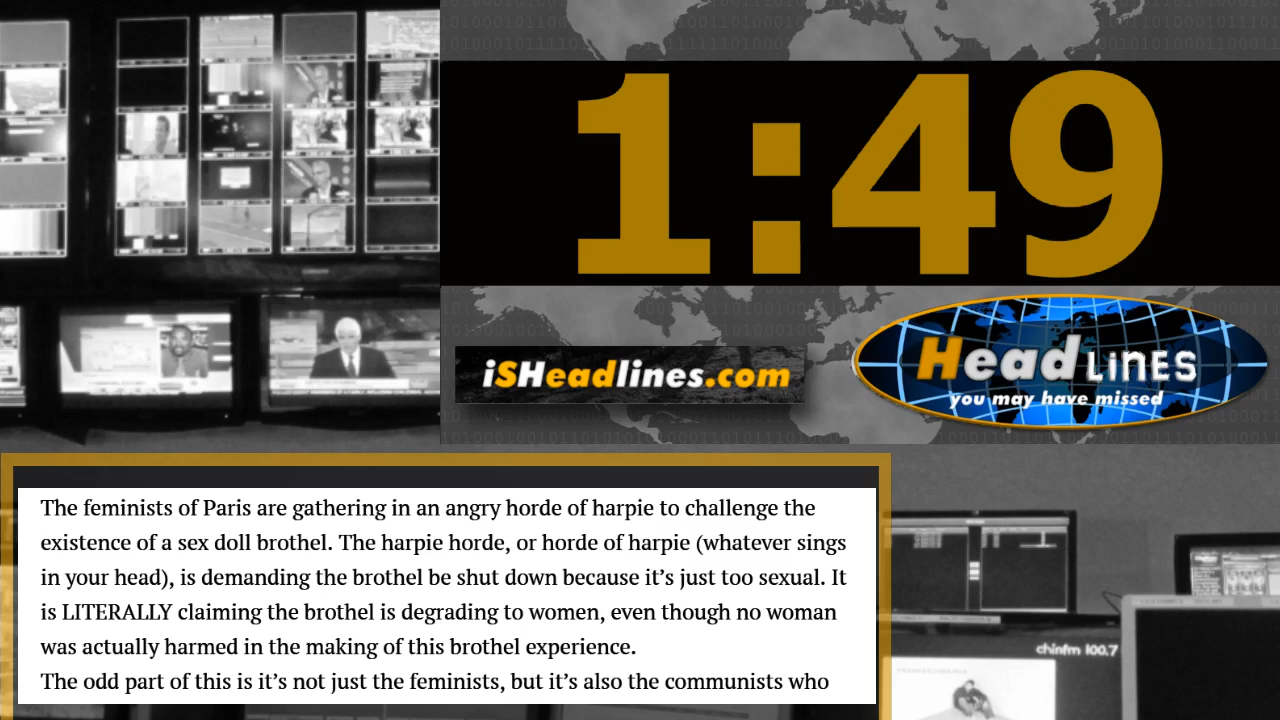 1:49
iSHeadlines.com
HeadLINES
you may have missed
The feminists of Paris are gathering in an angry horde of harpie to challenge the
existence of a sex doll brothel. The harpie horde, or horde of harpie (whatever sings
in your head), is demanding the brothel be shut down because it’s just too sexual. It
is LITERALLY claiming the brothel is degrading to women, even though no woman
was actually harmed in the making of this brothel experience.
The odd part of this is it’s not just the feminists, but it’s also the communists who
chinfm 100.7